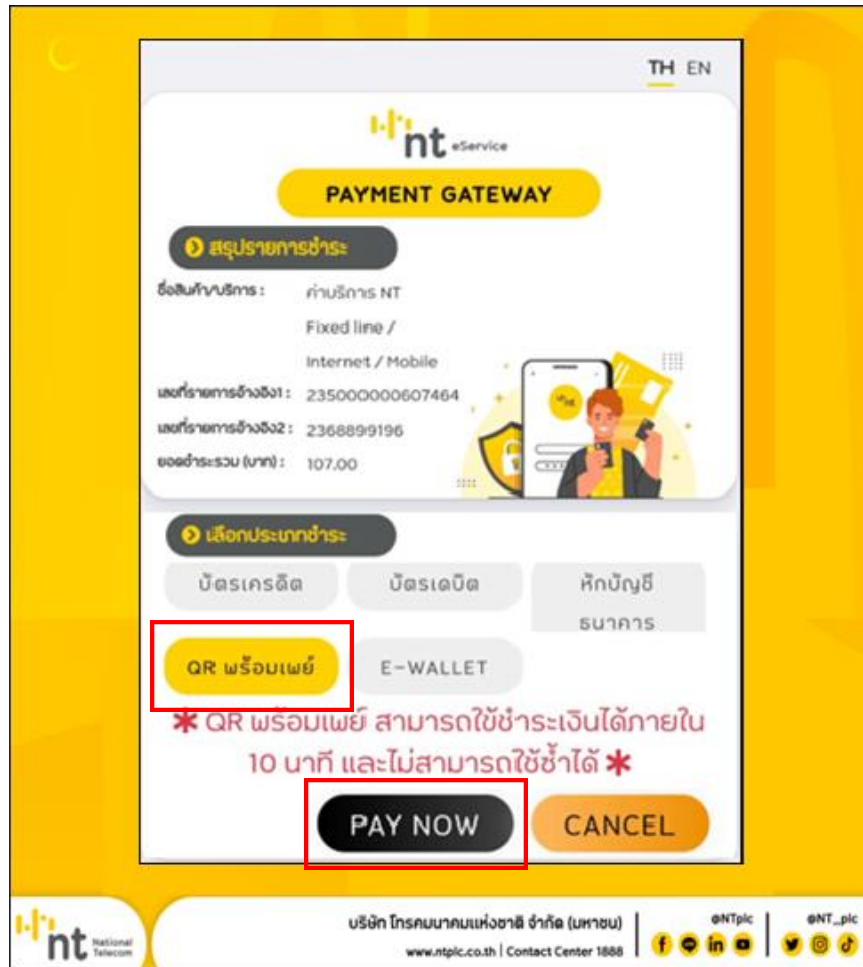 TH EN
nt eService
PAYMENT GATEWAY
สรุปรายการชำระ
ชื่อสินค้า/บริการ : ค่าบริการ NT
Fixed line /
Internet / Mobile
เลขที่รายการอ้างอิง1 : 235000000607464
เลขที่รายการอ้างอิง2 : 2368899196
ยอดชำระรวม (บาท) : 107.00
nt
เลือกประเภทชำระ
บัตรเครดิต บัตรเดบิต หักบัญชี
ธนาคาร
QR พร้อมเพย์ E-WALLET
* QR พร้อมเพย์ สามารถใช้ชำระเงินได้ภายใน
10 นาที และไม่สามารถใช้ซ้ำได้ *
PAY NOW CANCEL
nt National Telecom
บริษัท โทรคมนาคมแห่งชาติ จำกัด (มหาชน)
www.ntplc.co.th | Contact Center 1888
@NTplc
@NT_plc